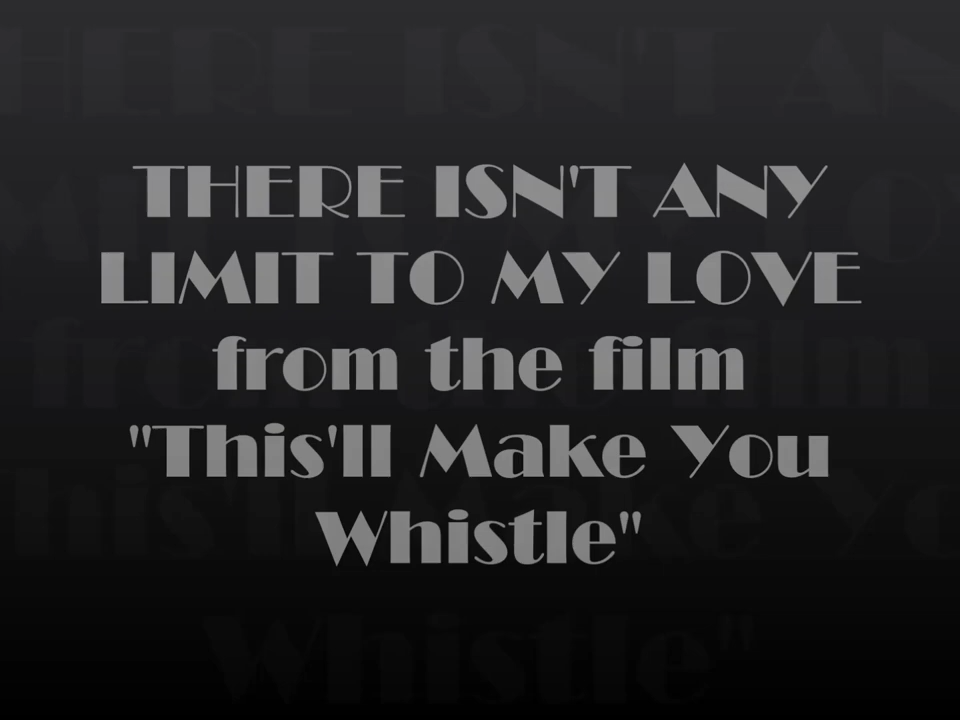 THERE ISN'T ANY
LIMIT TO MY LOVE
from the film
"This'll Make You
Whistle"